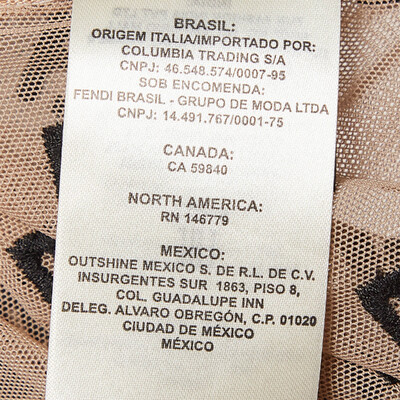 BRASIL:
ORIGEM ITALIA/IMPORTADO POR:
COLUMBIA TRADING S/A
CNPJ: 46.548.574/0007-95
SOB ENCOMENDA:
FENDI BRASIL - GRUPO DE MODA LTDA
CNPJ: 14.491.767/0001-75
CANADA:
CA 59840
NORTH AMERICA:
RN 146779
MEXICO:
OUTSHINE MEXICO S. DE R.L. DE C.V.
INSURGENTES SUR 1863, PISO 8,
COL. GUADALUPE INN
DELEG. ALVARO OBREGÓN, C.P. 01020
CIUDAD DE MÉXICO
MÉXICO